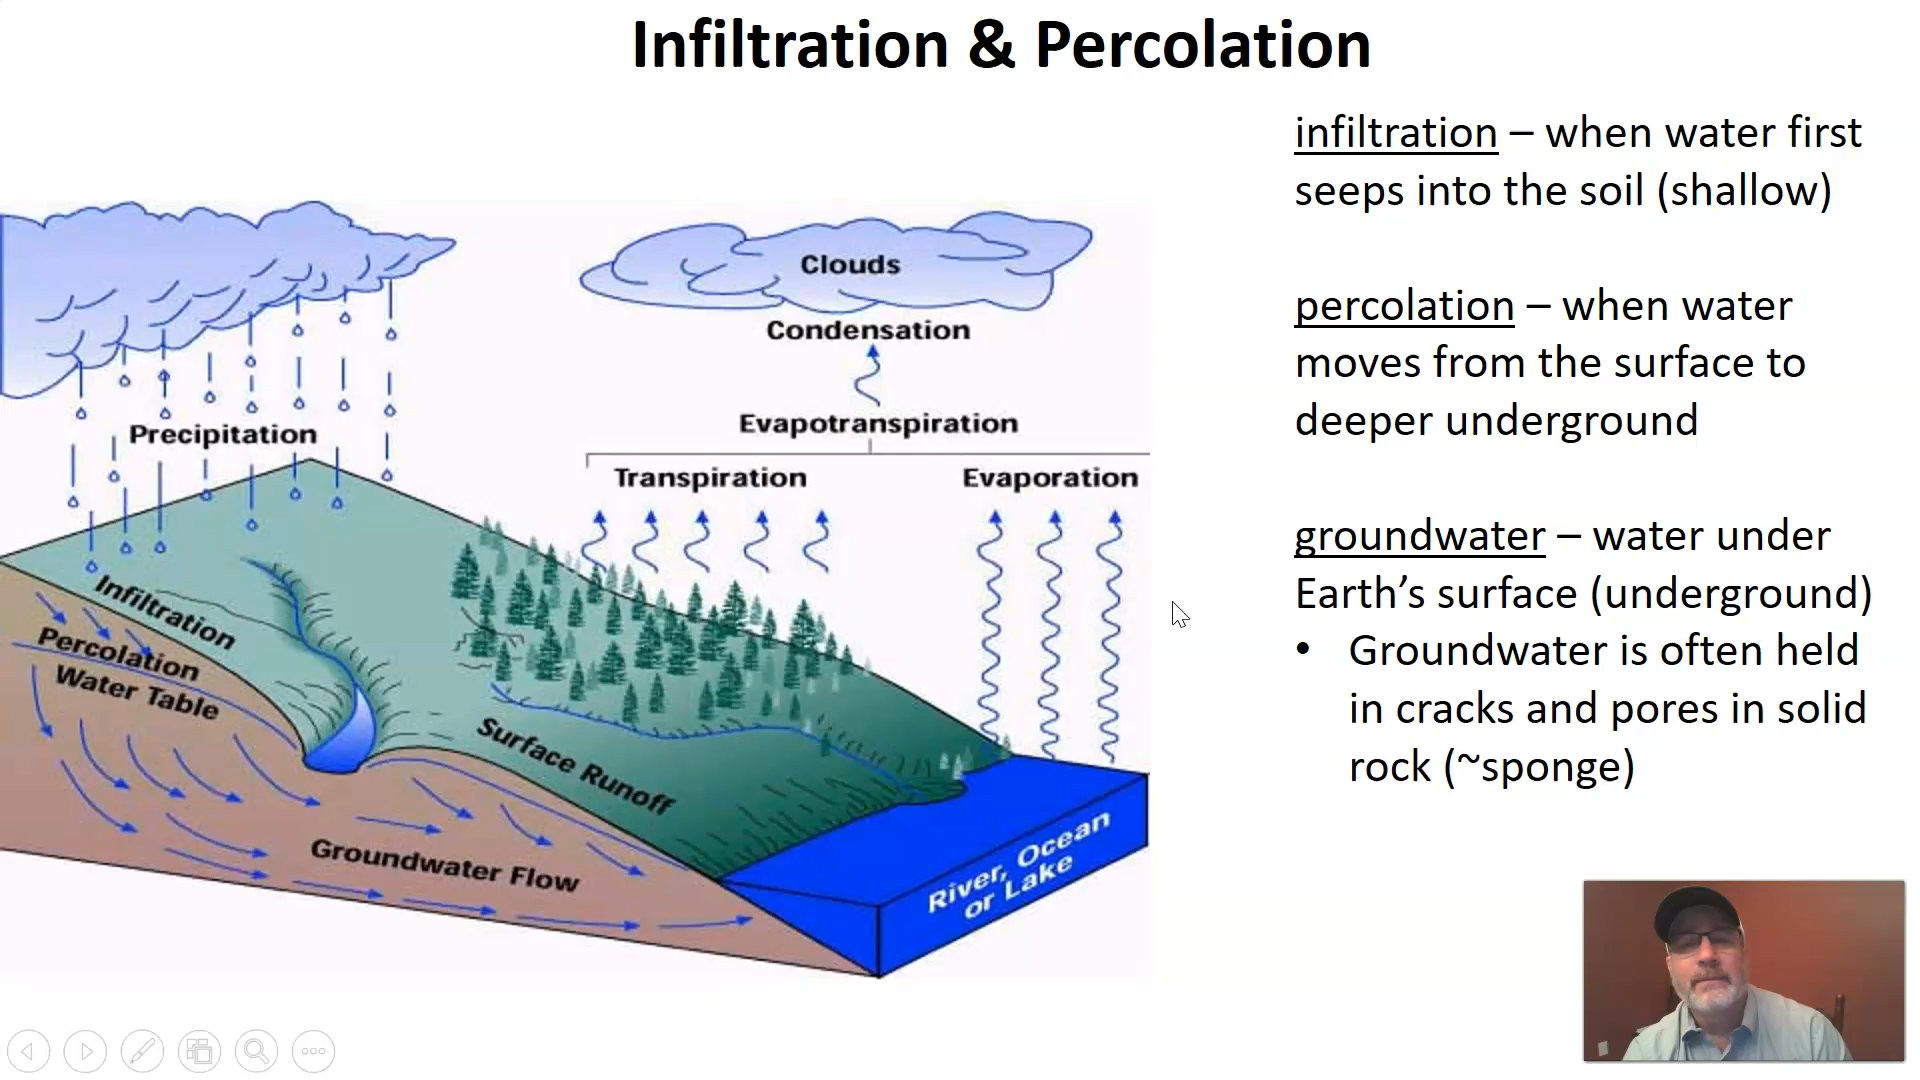 Infiltration & Percolation
infiltration – when water first
seeps into the soil (shallow)
percolation – when water
moves from the surface to
deeper underground
groundwater – water under
Earth’s surface (underground)
• Groundwater is often held
in cracks and pores in solid
rock (~sponge)
Clouds
Condensation
Evapotranspiration
Precipitation
Transpiration
Evaporation
Infiltration
Percolation
Water Table
Surface Runoff
Groundwater Flow
River, Ocean
or Lake